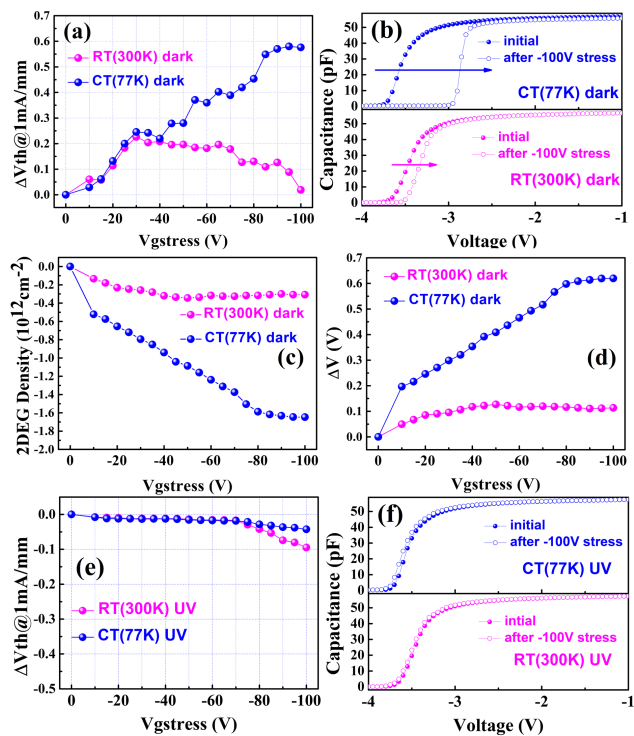 (a)
RT(300K) dark
CT(77K) dark
ΔVth@1mA/mm
0.6
0.5
0.4
0.3
0.2
0.1
0.0
0 -20 -40 -60 -80 -100
Vgstress (V)
(b)
initial
after -100V stress
CT(77K) dark
intial
after -100V stress
RT(300K) dark
Capacitance (pF)
50
40
30
20
10
0
50
40
30
20
10
0
-4 -3 -2 -1
Voltage (V)
2DEG Density (10¹²cm⁻²)
-0.0
-0.2
-0.4
-0.6
-0.8
-1.0
-1.2
-1.4
-1.6
-1.8
-2.0
RT(300K) dark
CT(77K) dark
(c)
0 -20 -40 -60 -80 -100
Vgstress (V)
ΔV (V)
0.7
0.6
0.5
0.4
0.3
0.2
0.1
0.0
RT(300K) dark
CT(77K) dark
(d)
0 -20 -40 -60 -80 -100
Vgstress (V)
ΔVth@1mA/mm
-0.0
-0.1
-0.2
-0.3
-0.4
-0.5
(e)
RT(300K) UV
CT(77K) UV
0 -20 -40 -60 -80 -100
Vgstress (V)
(f)
initial
after -100V stress
CT(77K) UV
intial
after -100V stress
RT(300K) UV
Capacitance (pF)
50
40
30
20
10
0
50
40
30
20
10
0
-4 -3 -2 -1
Voltage (V)